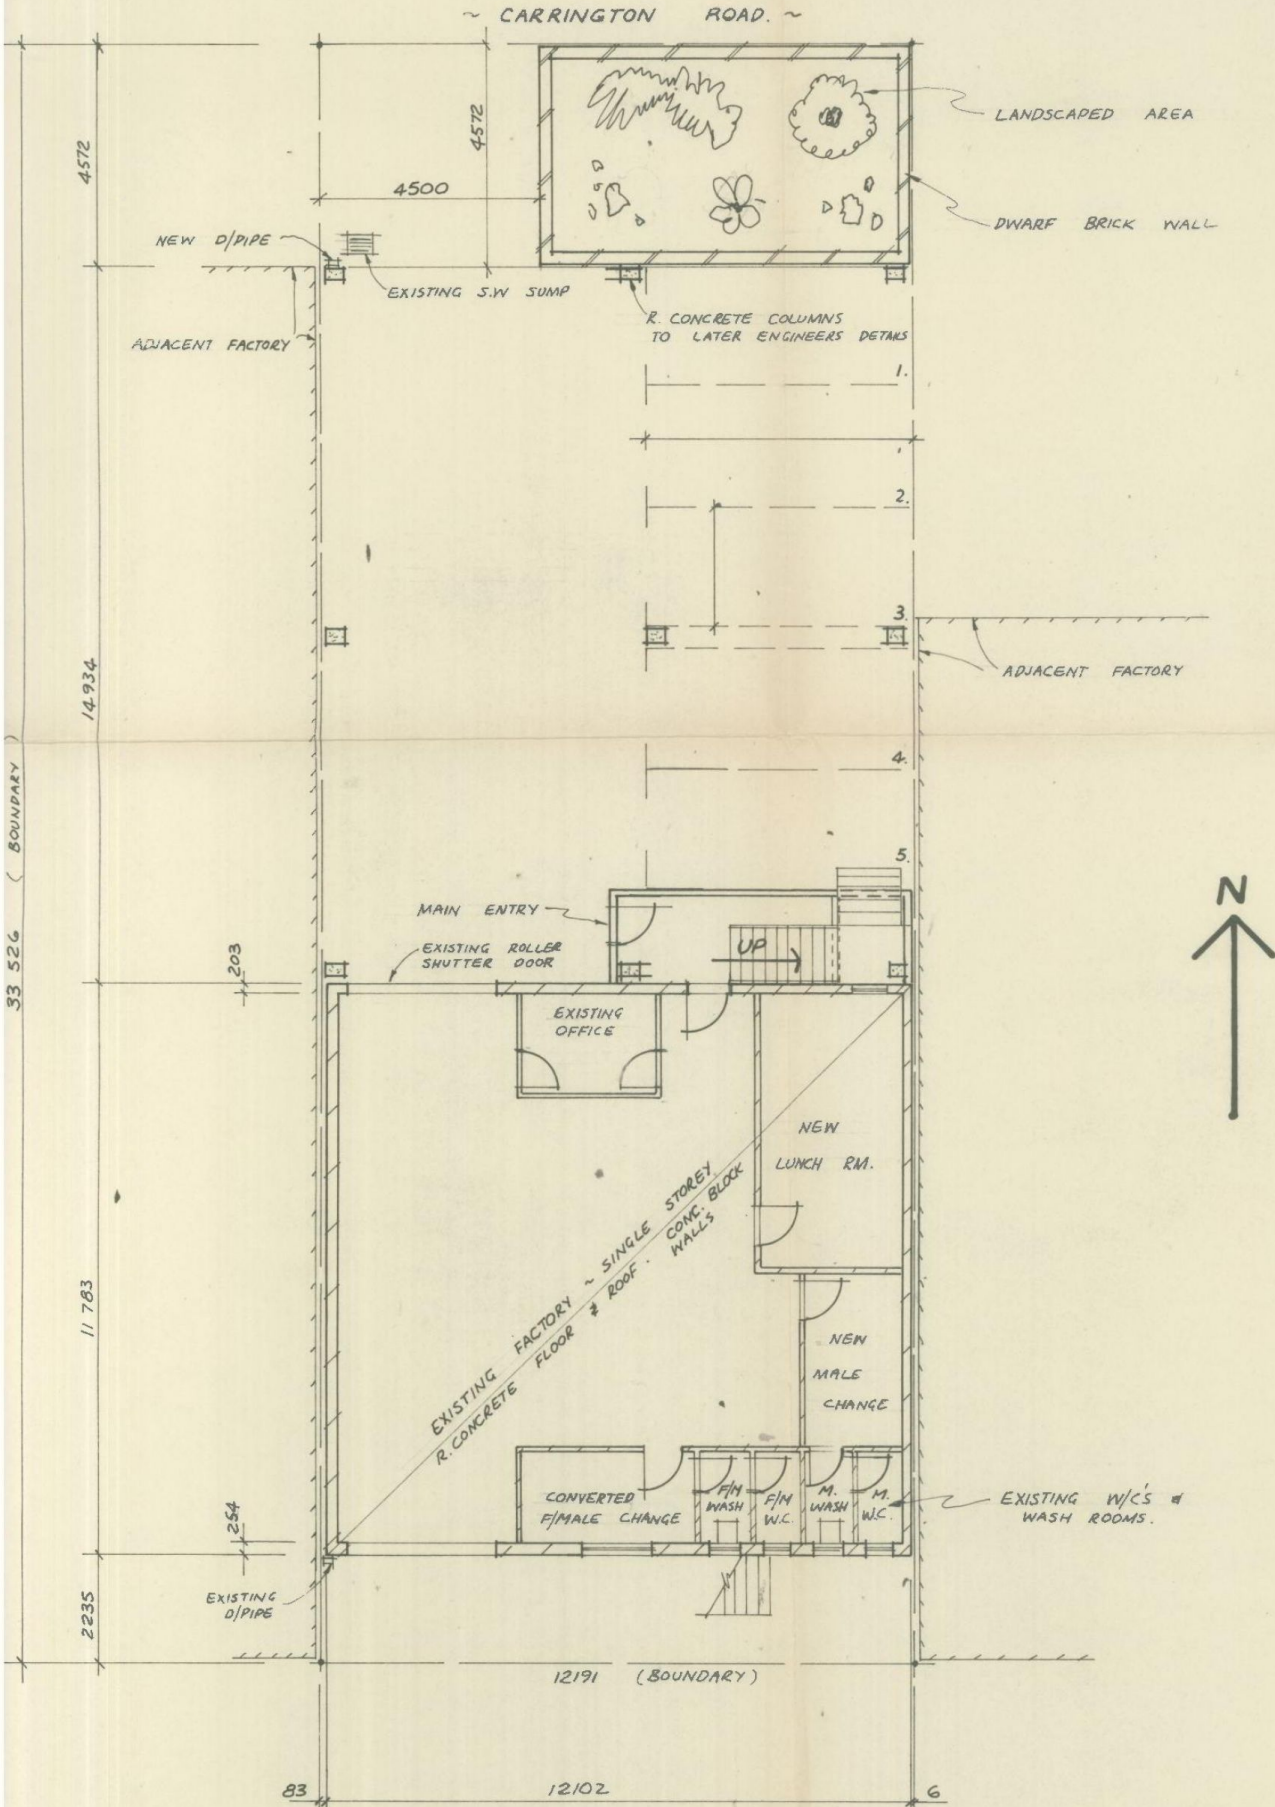 ~ CARRINGTON ROAD. ~
4572
4572
LANDSCAPED AREA
4500
DWARF BRICK WALL
NEW D/PIPE
EXISTING S.W SUMP
R. CONCRETE COLUMNS
TO LATER ENGINEERS DETAILS
ADJACENT FACTORY
1.
2.
3.
ADJACENT FACTORY
14934
4.
33 526 ( BOUNDARY )
5.
N
MAIN ENTRY
EXISTING ROLLER
SHUTTER DOOR
UP
203
EXISTING
OFFICE
NEW
LUNCH RM.
EXISTING FACTORY ~ SINGLE STOREY
R. CONCRETE FLOOR & ROOF. CONC. BLOCK
WALLS
11 783
NEW
MALE
CHANGE
CONVERTED
F/MALE CHANGE
F/M
WASH
F/M
W.C.
M.
WASH
M.
W.C.
EXISTING W/C'S &
WASH ROOMS.
254
EXISTING
D/PIPE
2235
12191 (BOUNDARY)
83
12102
6